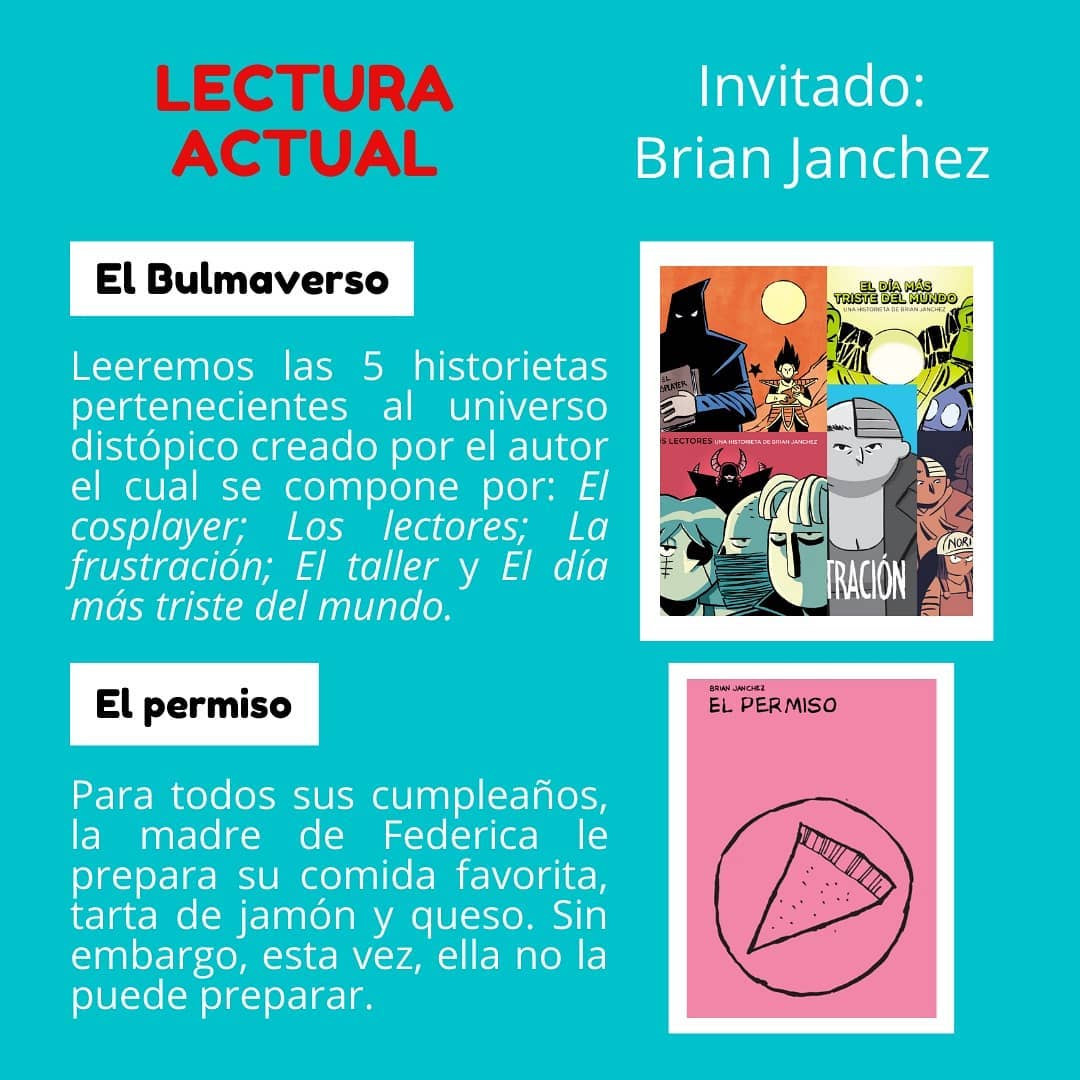 LECTURA
ACTUAL
Invitado:
Brian Janchez
El Bulmaverso
Leeremos las 5 historietas
pertenecientes al universo
distópico creado por el autor
el cual se compone por: El
cosplayer; Los lectores; La
frustración; El taller y El día
más triste del mundo.
EL DÍA MÁS
TRISTE DEL MUNDO
UNA HISTORIETA DE BRIAN JANCHEZ
LECTORES UNA HISTORIETA DE BRIAN JANCHEZ
NORI
TRACIÓN
El permiso
Para todos sus cumpleaños,
la madre de Federica le
prepara su comida favorita,
tarta de jamón y queso. Sin
embargo, esta vez, ella no la
puede preparar.
BRIAN JANCHEZ
EL PERMISO